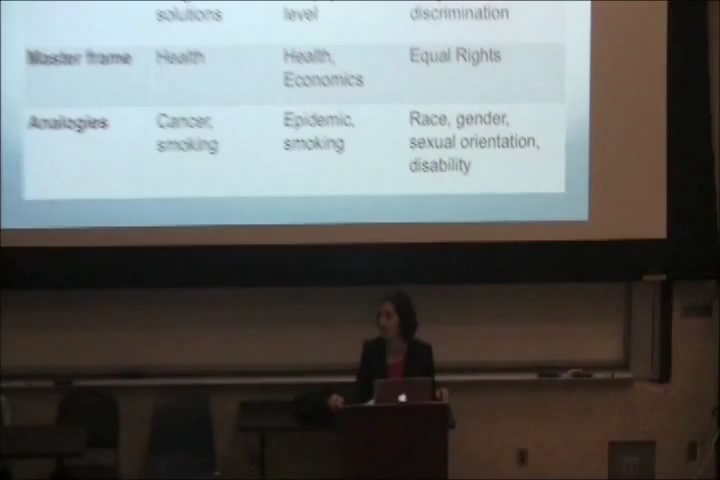 solutions level discrimination
Master frame Health Health, Equal Rights
Economics
Analogies Cancer, Epidemic, Race, gender,
smoking smoking sexual orientation,
disability